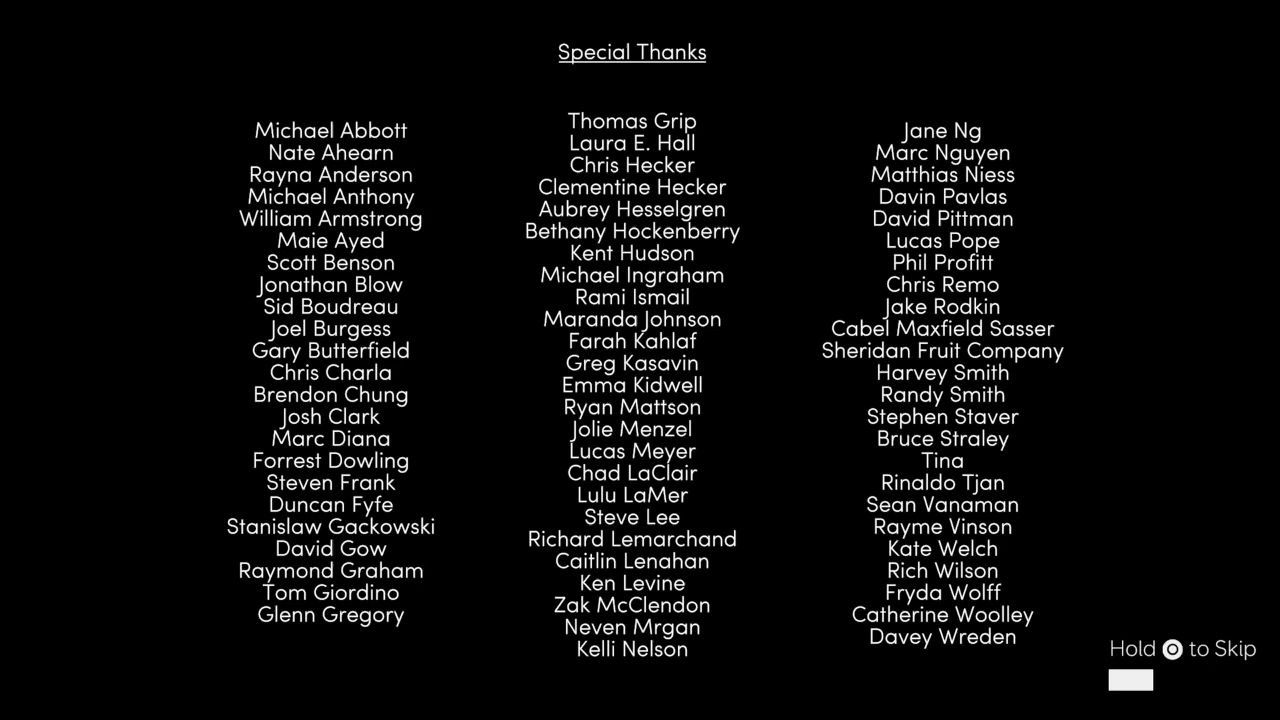 Special Thanks
Michael Abbott
Nate Ahearn
Rayna Anderson
Michael Anthony
William Armstrong
Maie Ayed
Scott Benson
Jonathan Blow
Sid Boudreau
Joel Burgess
Gary Butterfield
Chris Charla
Brendon Chung
Josh Clark
Marc Diana
Forrest Dowling
Steven Frank
Duncan Fyfe
Stanislaw Gackowski
David Gow
Raymond Graham
Tom Giordino
Glenn Gregory
Thomas Grip
Laura E. Hall
Chris Hecker
Clementine Hecker
Aubrey Hesselgren
Bethany Hockenberry
Kent Hudson
Michael Ingraham
Rami Ismail
Maranda Johnson
Farah Kahlaf
Greg Kasavin
Emma Kidwell
Ryan Mattson
Jolie Menzel
Lucas Meyer
Chad LaClair
Lulu LaMer
Steve Lee
Richard Lemarchand
Caitlin Lenahan
Ken Levine
Zak McClendon
Neven Mrgan
Kelli Nelson
Jane Ng
Marc Nguyen
Matthias Niess
Davin Pavlas
David Pittman
Lucas Pope
Phil Profitt
Chris Remo
Jake Rodkin
Cabel Maxfield Sasser
Sheridan Fruit Company
Harvey Smith
Randy Smith
Stephen Staver
Bruce Straley
Tina
Rinaldo Tjan
Sean Vanaman
Rayme Vinson
Kate Welch
Rich Wilson
Fryda Wolff
Catherine Woolley
Davey Wreden
Hold to Skip